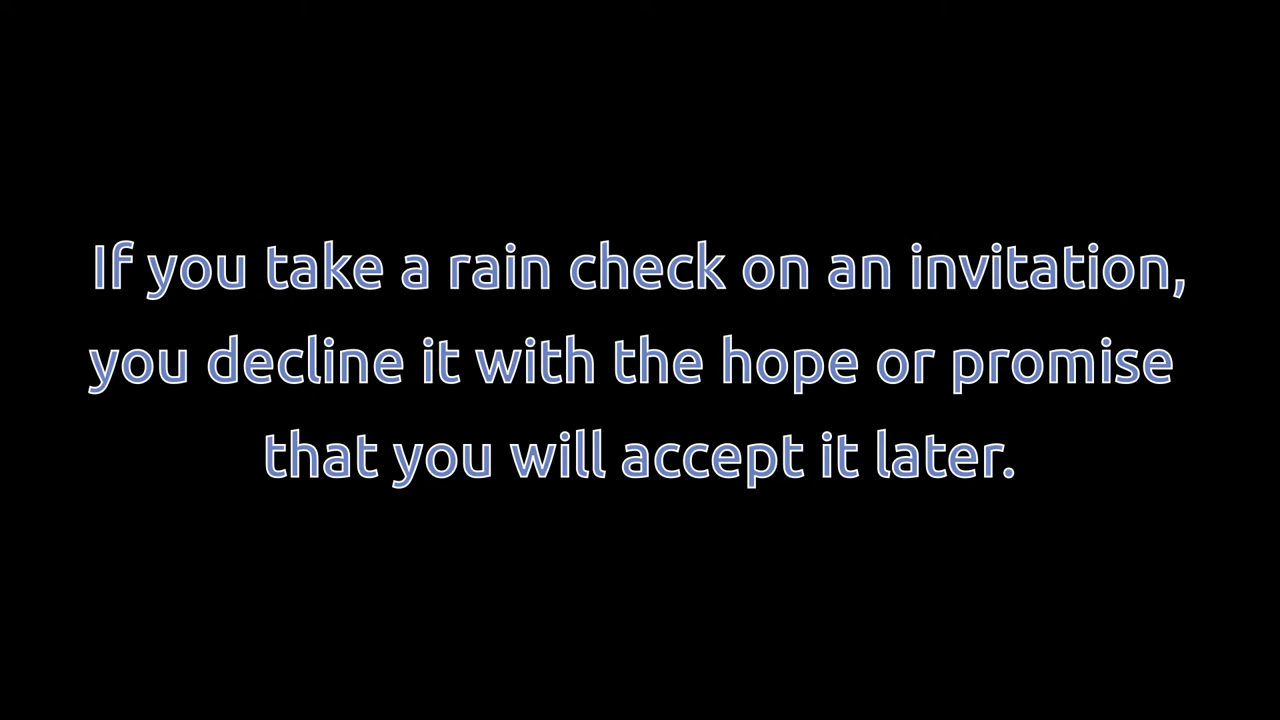 If you take a rain check on an invitation,
you decline it with the hope or promise
that you will accept it later.